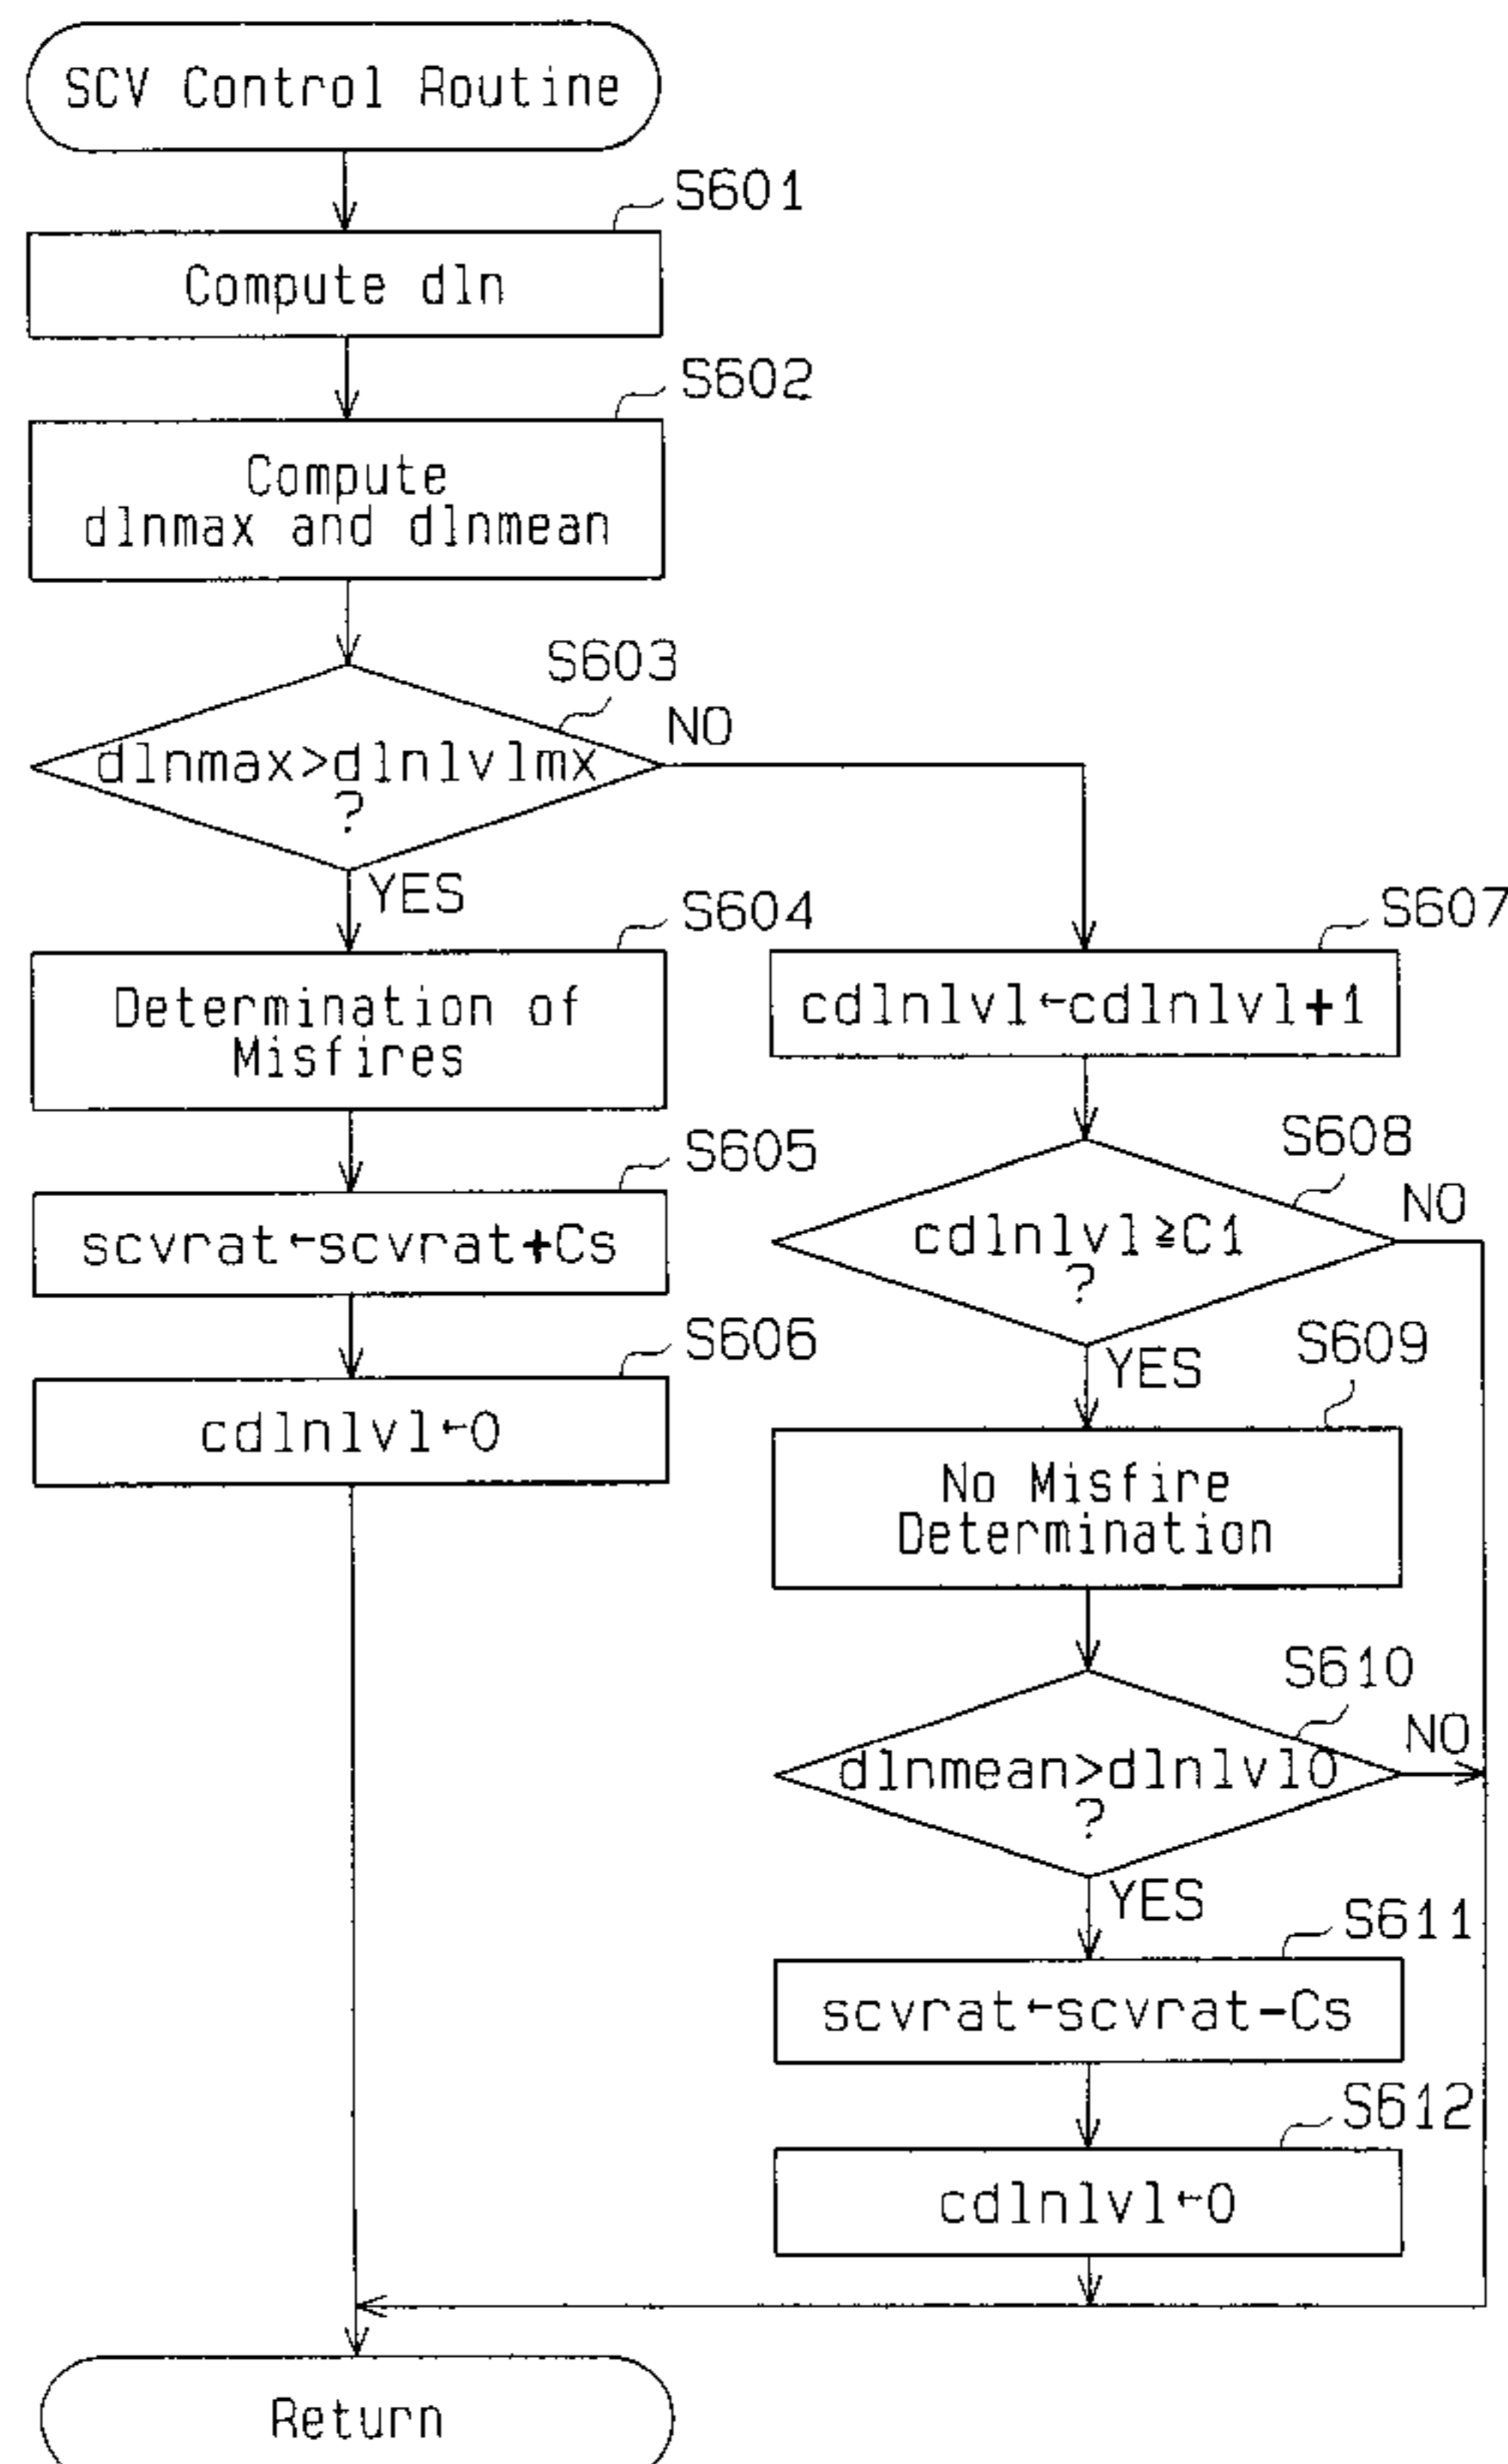 SCV Control Routine
S601
Compute dln
S602
Compute
dlnmax and dlnmean
S603
dlnmax>dlnlvlmx
?
NO
YES
S604
Determination of
Misfires
S605
scvrat←scvrat+Cs
S606
cdlnlvl←0
S607
cdlnlvl←cdlnlvl+1
S608
cdlnlvl≧C1
?
NO
YES
S609
No Misfire
Determination
S610
dlnmean>dlnlvl0
?
NO
YES
S611
scvrat←scvrat-Cs
S612
cdlnlvl←0
Return